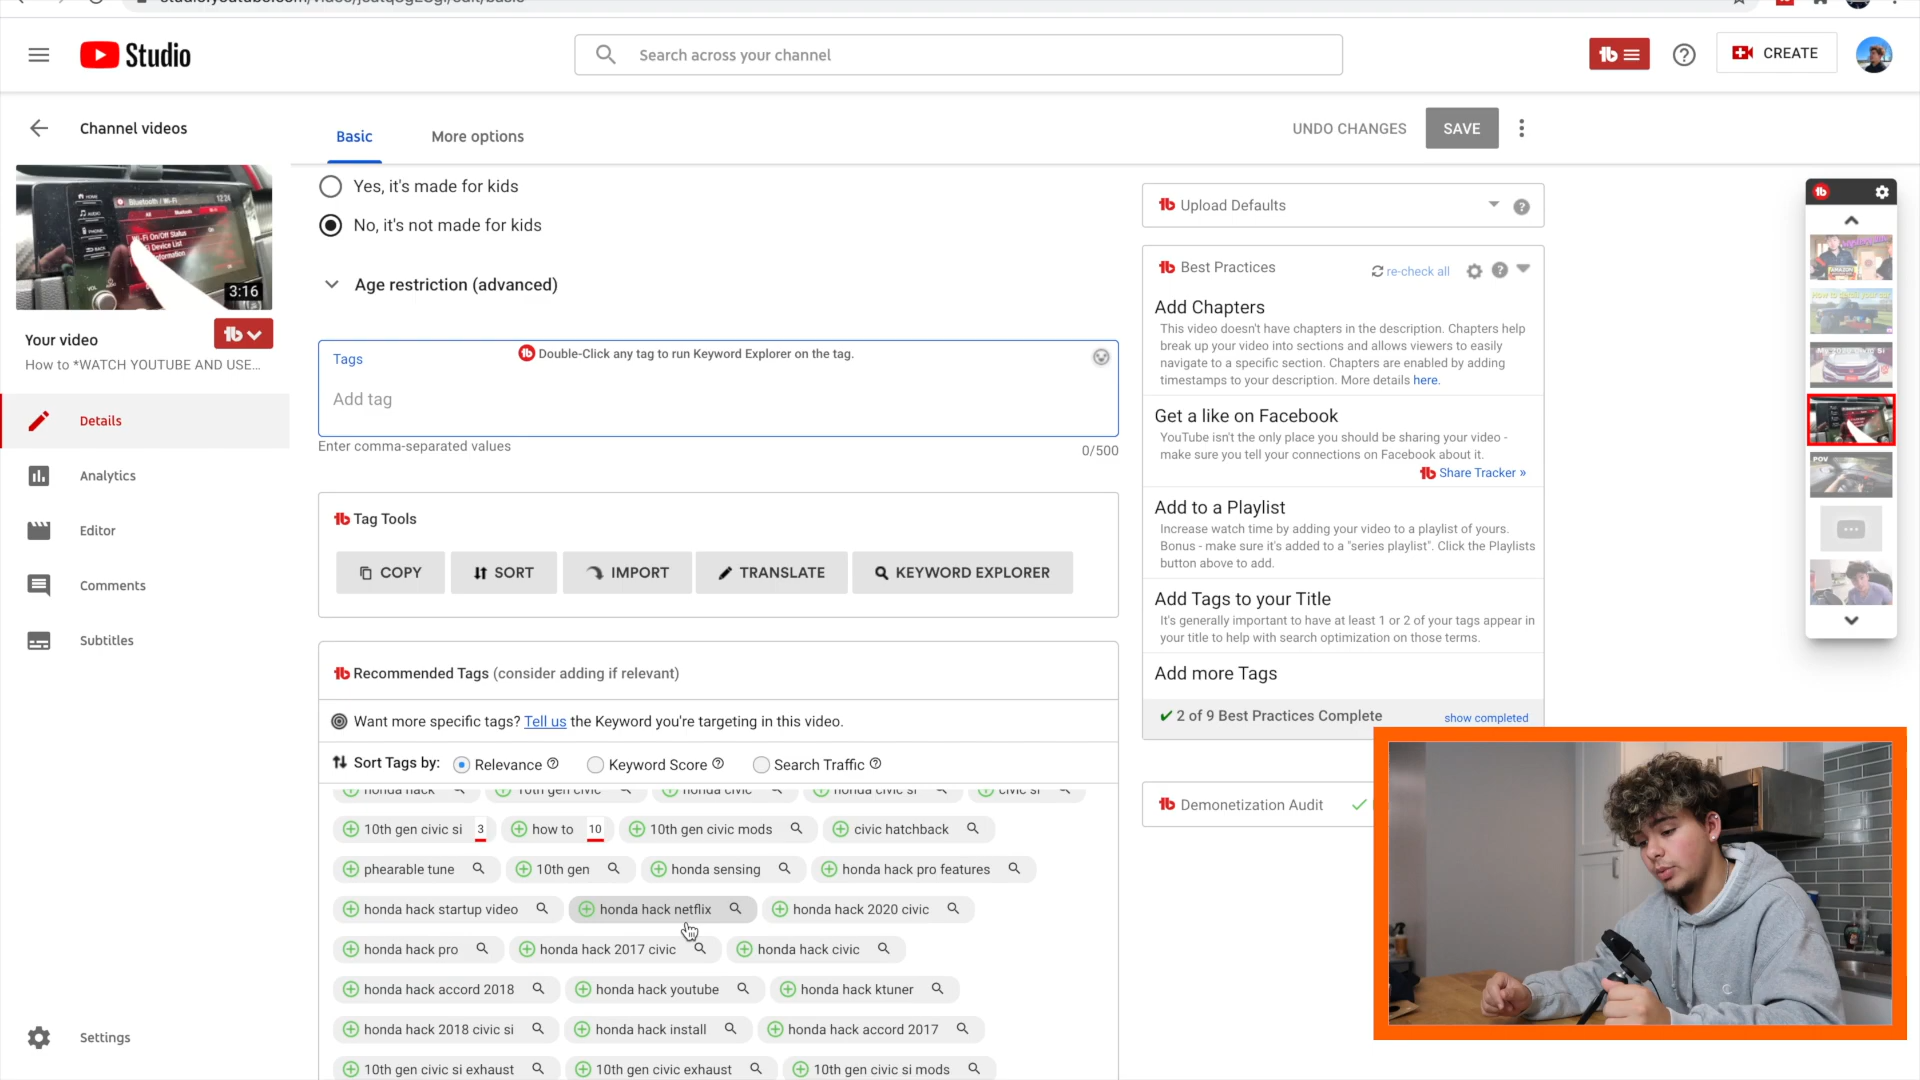 Studio
Search across your channel
CREATE
Channel videos
Basic
More options
UNDO CHANGES
SAVE
3:16
Your video
How to *WATCH YOUTUBE AND USE...
Details
Analytics
Editor
Comments
Subtitles
Settings
Yes, it's made for kids
No, it's not made for kids
Age restriction (advanced)
Tags
Double-Click any tag to run Keyword Explorer on the tag.
Add tag
Enter comma-separated values
0/500
Tag Tools
COPY
SORT
IMPORT
TRANSLATE
KEYWORD EXPLORER
Recommended Tags (consider adding if relevant)
Want more specific tags? Tell us the Keyword you're targeting in this video.
Sort Tags by: Relevance Keyword Score Search Traffic
honda hack 10th gen civic honda civic honda civic si civic si
10th gen civic si 3 how to 10 10th gen civic mods civic hatchback
phearable tune 10th gen honda sensing honda hack pro features
honda hack startup video honda hack netflix honda hack 2020 civic
honda hack pro honda hack 2017 civic honda hack civic
honda hack accord 2018 honda hack youtube honda hack ktuner
honda hack 2018 civic si honda hack install honda hack accord 2017
10th gen civic si exhaust 10th gen civic exhaust 10th gen civic si mods
Upload Defaults
Best Practices
re-check all
Add Chapters
This video doesn't have chapters in the description. Chapters help
break up your video into sections and allows viewers to easily
navigate to a specific section. Chapters are enabled by adding
timestamps to your description. More details here.
Get a like on Facebook
YouTube isn't the only place you should be sharing your video -
make sure you tell your connections on Facebook about it.
Share Tracker »
Add to a Playlist
Increase watch time by adding your video to a playlist of yours.
Bonus - make sure it's added to a "series playlist". Click the Playlists
button above to add.
Add Tags to your Title
It's generally important to have at least 1 or 2 of your tags appear in
your title to help with search optimization on those terms.
Add more Tags
2 of 9 Best Practices Complete
show completed
Demonetization Audit
POV